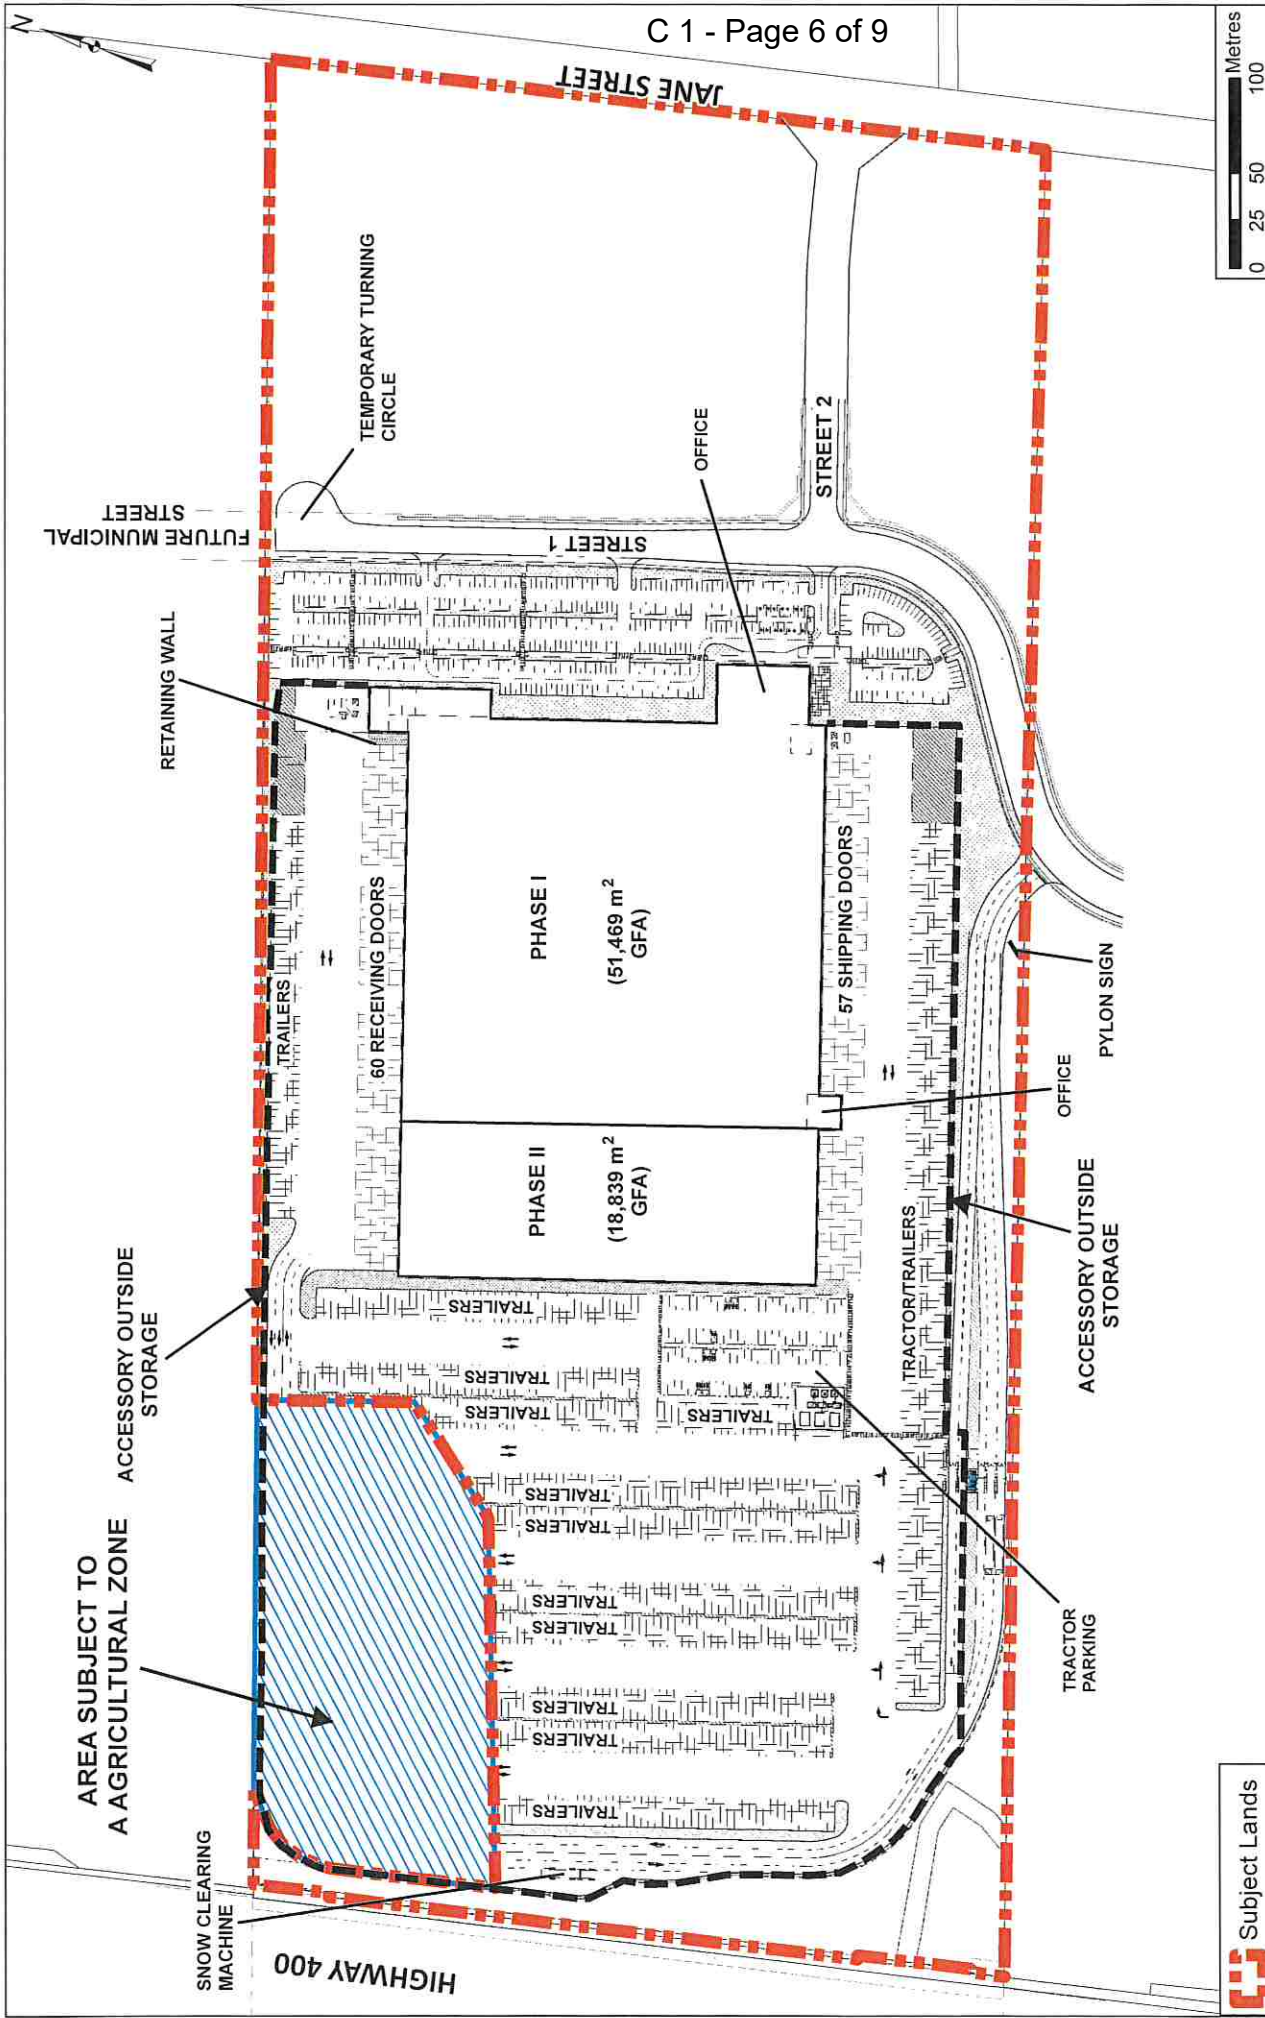 C 1 - Page 6 of 9
N
JANE STREET
TEMPORARY TURNING
CIRCLE
FUTURE MUNICIPAL
STREET
STREET 1
STREET 2
OFFICE
RETAINING WALL
TRAILERS
60 RECEIVING DOORS
PHASE I
(51,469 m²
GFA)
57 SHIPPING DOORS
PYLON SIGN
OFFICE
PHASE II
(18,839 m²
GFA)
TRACTOR/TRAILERS
ACCESSORY OUTSIDE
STORAGE
ACCESSORY OUTSIDE
STORAGE
TRAILERS
TRAILERS
TRAILERS
TRAILERS
TRAILERS
TRAILERS
TRAILERS
TRAILERS
TRAILERS
TRAILERS
TRAILERS
TRACTOR
PARKING
AREA SUBJECT TO
A AGRICULTURAL ZONE
SNOW CLEARING
MACHINE
HIGHWAY 400
Subject Lands
Metres
0 25 50 100